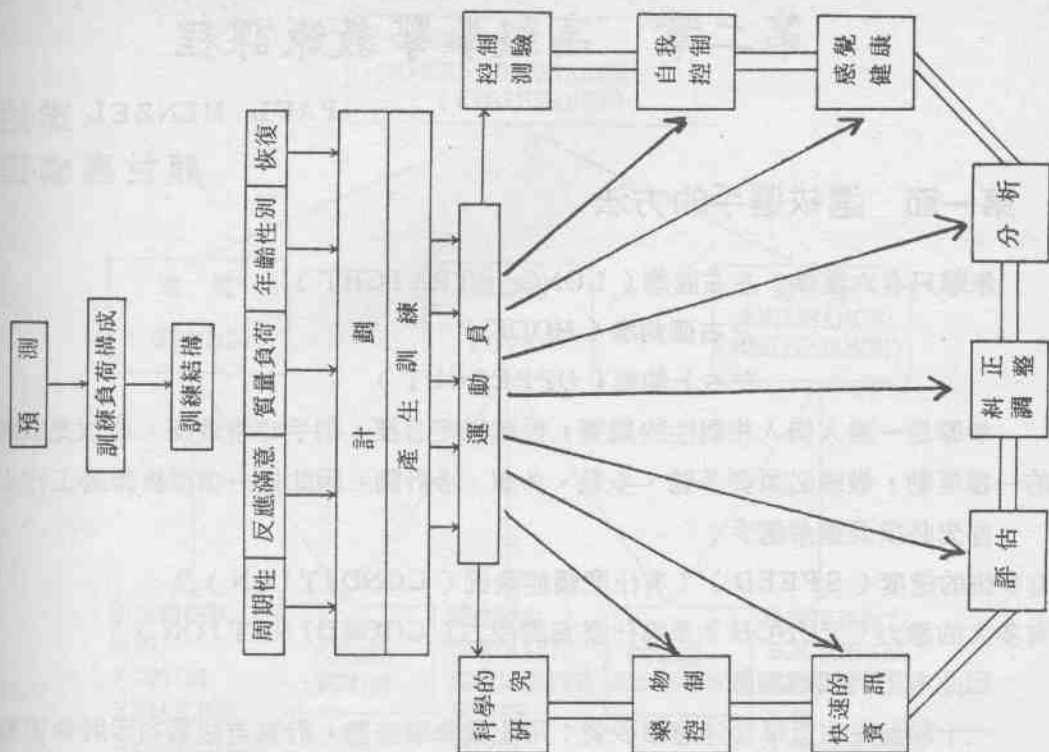 預測
訓練負荷構成
訓練結構
周期性
反應滿意
質量負荷
年齡性別
恢復
計劃
產生訓練
運動員
科學的
研究
藥物
控制
快速的
資訊
評估
糾正
調整
分析
感覺
健康
自我
控制
控制
測驗